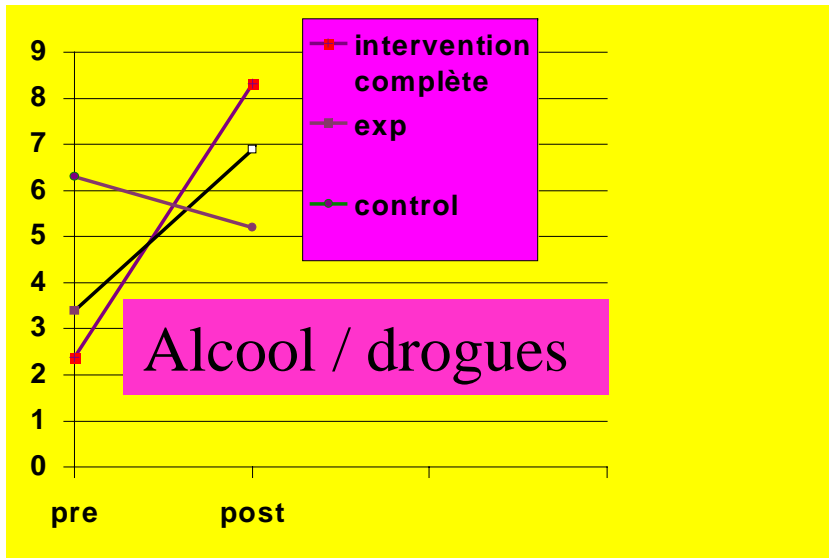 9
8
7
6
5
4
3
2
1
0
pre post
intervention
complète
exp
control
Alcool / drogues